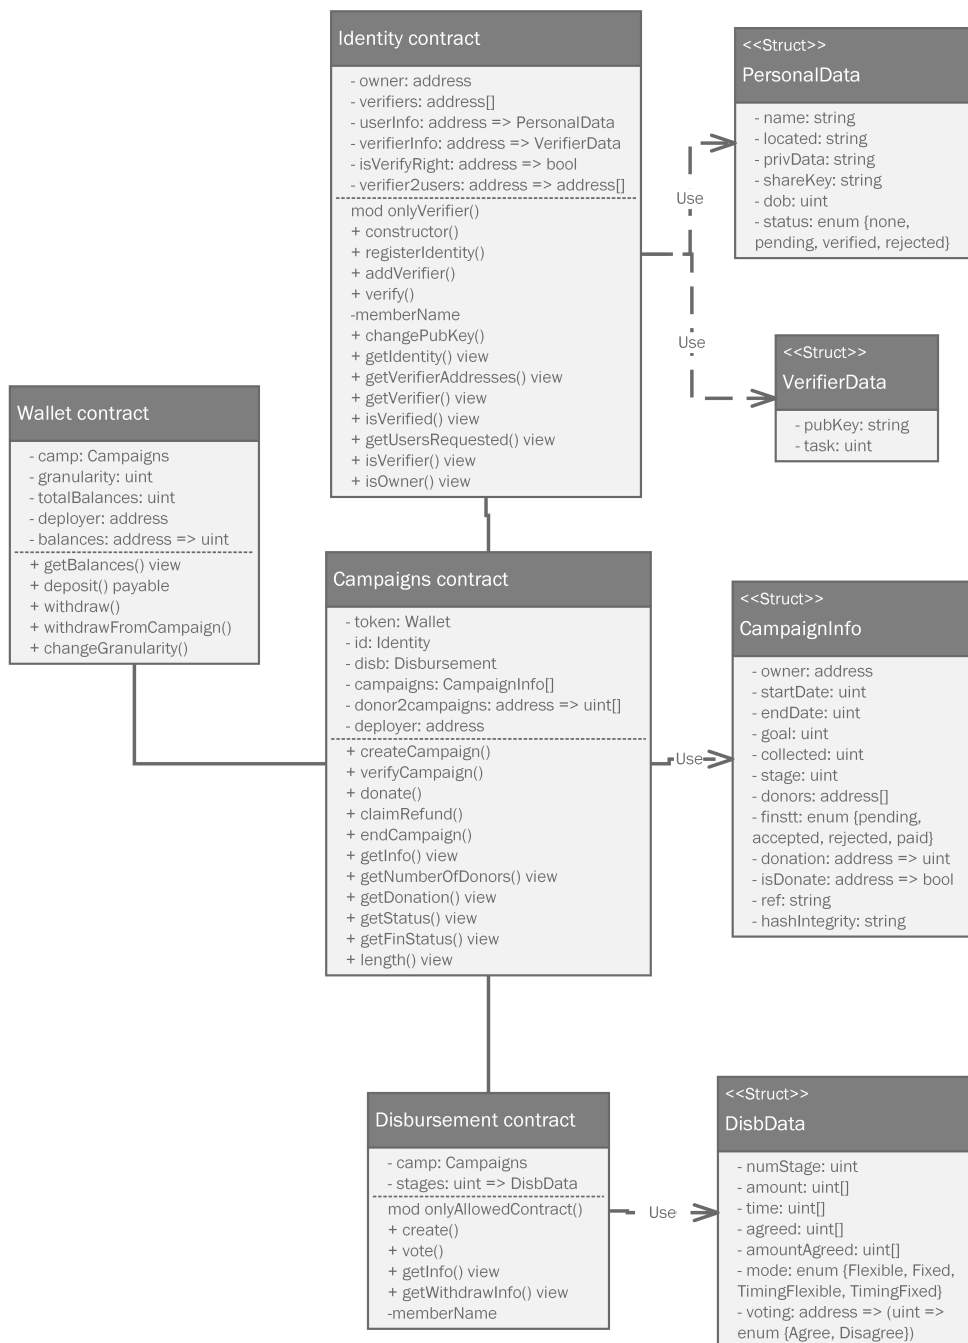 Identity contract
- owner: address
- verifiers: address[]
- userInfo: address => PersonalData
- verifierInfo: address => VerifierData
- isVerifyRight: address => bool
- verifier2users: address => address[]
mod onlyVerifier()
+ constructor()
+ registerIdentity()
+ addVerifier()
+ verify()
-memberName
+ changePubKey()
+ getIdentity() view
+ getVerifierAddresses() view
+ getVerifier() view
+ isVerified() view
+ getUsersRequested() view
+ isVerifier() view
+ isOwner() view
<<Struct>>
PersonalData
- name: string
- located: string
- privData: string
- shareKey: string
- dob: uint
- status: enum {none,
pending, verified, rejected}
Use
Use
<<Struct>>
VerifierData
- pubKey: string
- task: uint
Wallet contract
- camp: Campaigns
- granularity: uint
- totalBalances: uint
- deployer: address
- balances: address => uint
+ getBalances() view
+ deposit() payable
+ withdraw()
+ withdrawFromCampaign()
+ changeGranularity()
Campaigns contract
- token: Wallet
- id: Identity
- disb: Disbursement
- campaigns: CampaignInfo[]
- donor2campaigns: address => uint[]
- deployer: address
+ createCampaign()
+ verifyCampaign()
+ donate()
+ claimRefund()
+ endCampaign()
+ getInfo() view
+ getNumberOfDonors() view
+ getDonation() view
+ getStatus() view
+ getFinStatus() view
+ length() view
Use
<<Struct>>
CampaignInfo
- owner: address
- startDate: uint
- endDate: uint
- goal: uint
- collected: uint
- stage: uint
- donors: address[]
- finstt: enum {pending,
accepted, rejected, paid}
- donation: address => uint
- isDonate: address => bool
- ref: string
- hashIntegrity: string
Disbursement contract
- camp: Campaigns
- stages: uint => DisbData
mod onlyAllowedContract()
+ create()
+ vote()
+ getInfo() view
+ getWithdrawInfo() view
-memberName
Use
<<Struct>>
DisbData
- numStage: uint
- amount: uint[]
- time: uint[]
- agreed: uint[]
- amountAgreed: uint[]
- mode: enum {Flexible, Fixed,
TimingFlexible, TimingFixed}
- voting: address => (uint =>
enum {Agree, Disagree})